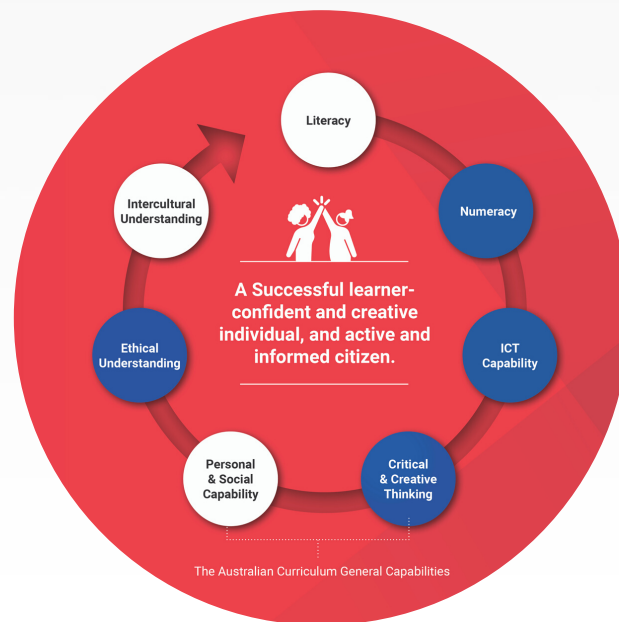 Literacy
Numeracy
ICT
Capability
Critical
& Creative
Thinking
Personal
& Social
Capability
Ethical
Understanding
Intercultural
Understanding
A Successful learner-
confident and creative
individual, and active and
informed citizen.
The Australian Curriculum General Capabilities